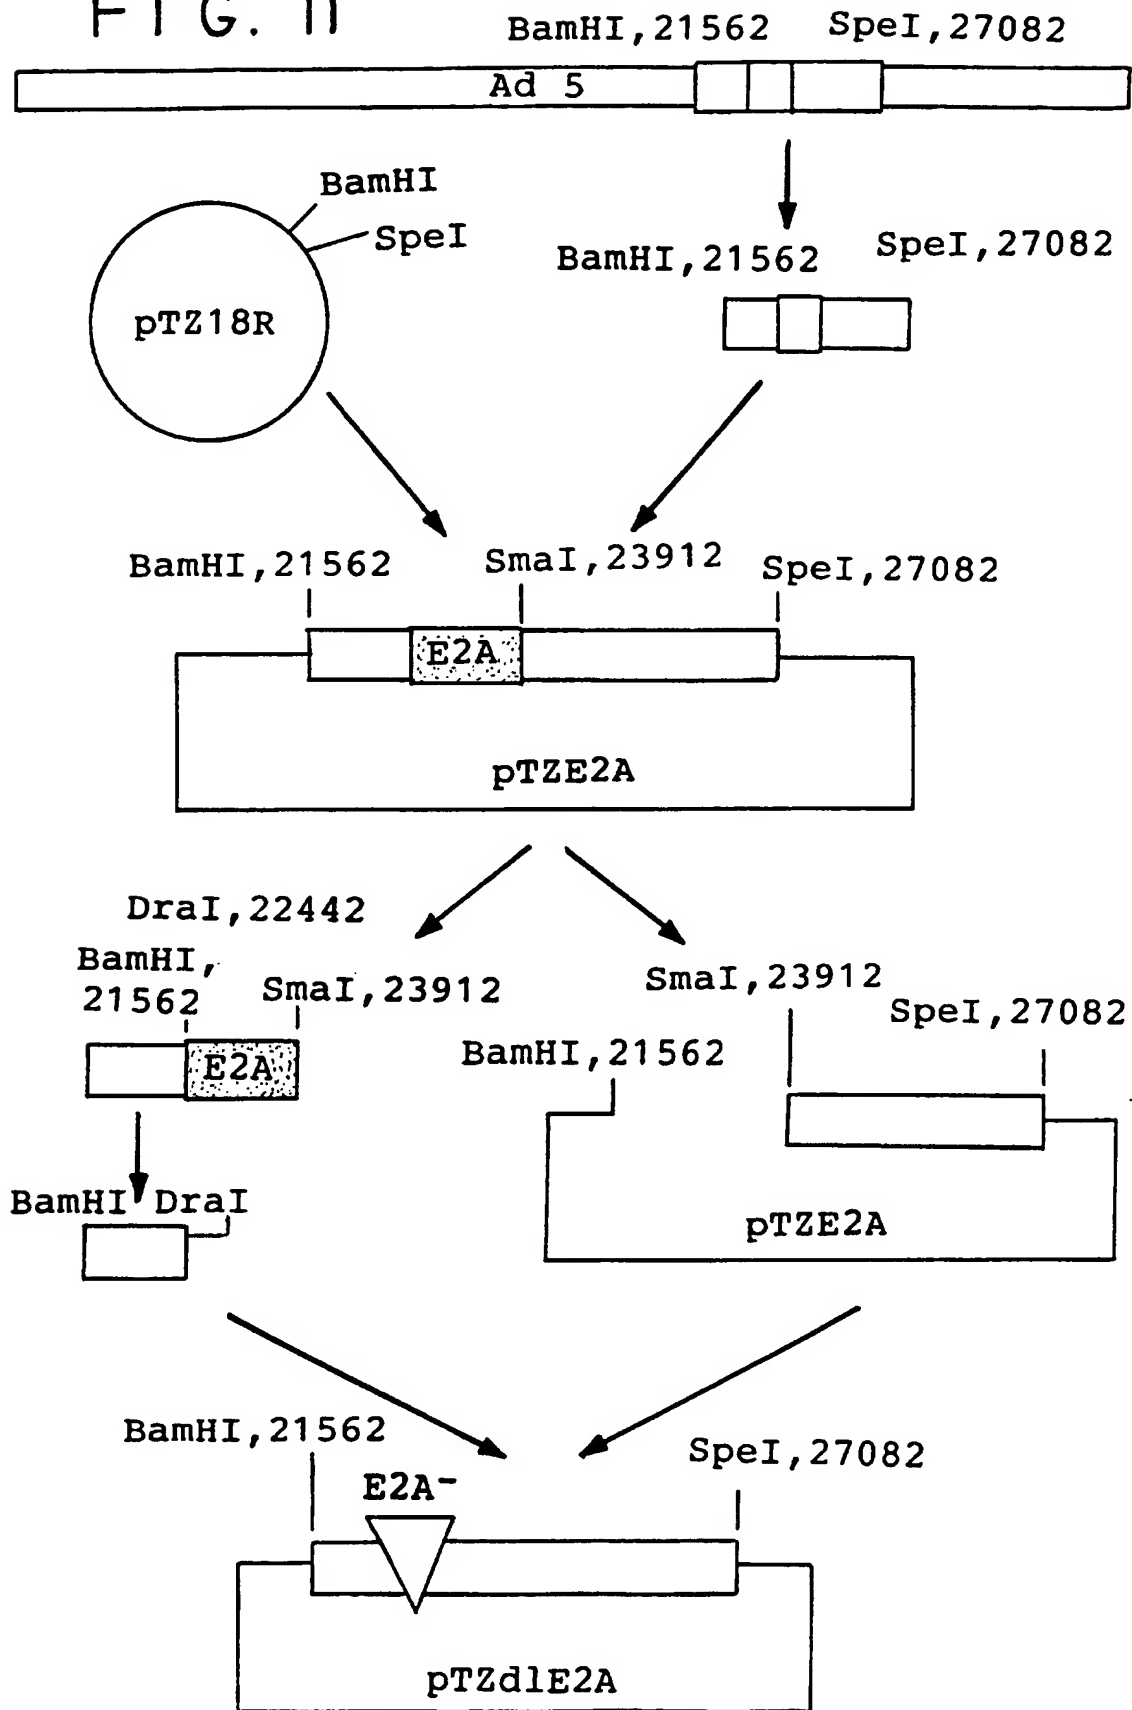 FIG. 11
BamHI,21562 SpeI,27082
Ad 5
BamHI
SpeI
pTZ18R
BamHI,21562 SpeI,27082
BamHI,21562 SmaI,23912 SpeI,27082
E2A
pTZE2A
DraI,22442
BamHI,
21562 SmaI,23912
E2A
SmaI,23912
SpeI,27082
BamHI,21562
BamHI DraI
pTZE2A
BamHI,21562 SpeI,27082
E2A-
pTZdlE2A